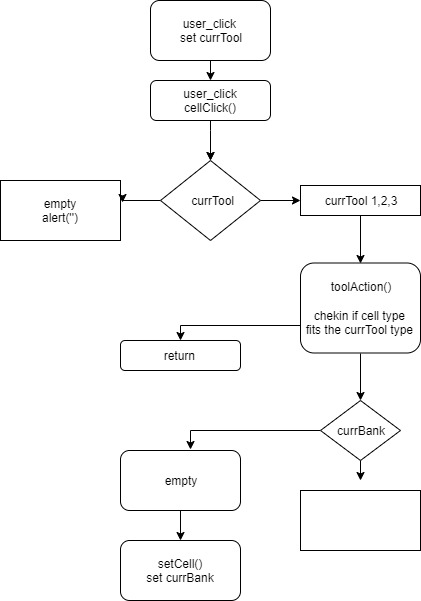 user_click
set currTool
user_click
cellClick()
currTool
empty
alert('')
currTool 1,2,3
toolAction()
chekin if cell type
fits the currTool type
return
currBank
empty
setCell()
set currBank